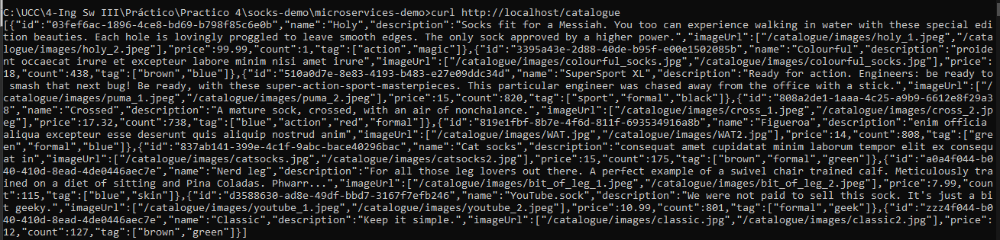 C:\UCC\4-Ing Sw III\Práctico\Practico 4\socks-demo\microservices-demo>curl http://localhost/catalogue
[{"id":"03fef6ac-1896-4ce8-bd69-b798f85c6e0b","name":"Holy","description":"Socks fit for a Messiah. You too can experience walking in water with these special edi
tion beauties. Each hole is lovingly proggled to leave smooth edges. The only sock approved by a higher power.","imageUrl":["/catalogue/images/holy_1.jpeg","/cata
logue/images/holy_2.jpeg"],"price":99.99,"count":1,"tag":["action","magic"]},{"id":"3395a43e-2d88-40de-b95f-e00e1502085b","name":"Colourful","description":"proide
nt occaecat irure et excepteur labore minim nisi amet irure","imageUrl":["/catalogue/images/colourful_socks.jpg","/catalogue/images/colourful_socks.jpg"],"price":
18,"count":438,"tag":["brown","blue"]},{"id":"510a0d7e-8e83-4193-b483-e27e09ddc34d","name":"SuperSport XL","description":"Ready for action. Engineers: be ready to
 smash that next bug! Be ready, with these super-action-sport-masterpieces. This particular engineer was chased away from the office with a stick.","imageUrl":["/
catalogue/images/puma_1.jpeg","/catalogue/images/puma_2.jpeg"],"price":15,"count":820,"tag":["sport","formal","black"]},{"id":"808a2de1-1aaa-4c25-a9b9-6612e8f29a3
8","name":"Crossed","description":"A mature sock, crossed, with an air of nonchalance.","imageUrl":["/catalogue/images/cross_1.jpeg","/catalogue/images/cross_2.jp
eg"],"price":17.32,"count":738,"tag":["blue","action","red","formal"]},{"id":"819e1fbf-8b7e-4f6d-811f-693534916a8b","name":"Figueroa","description":"enim officia 
aliqua excepteur esse deserunt quis aliquip nostrud anim","imageUrl":["/catalogue/images/WAT.jpg","/catalogue/images/WAT2.jpg"],"price":14,"count":808,"tag":["gre
en","formal","blue"]},{"id":"837ab141-399e-4c1f-9abc-bace40296bac","name":"Cat socks","description":"consequat amet cupidatat minim laborum tempor elit ex consequ
at in","imageUrl":["/catalogue/images/catsocks.jpg","/catalogue/images/catsocks2.jpg"],"price":15,"count":175,"tag":["brown","formal","green"]},{"id":"a0a4f044-b0
40-410d-8ead-4de0446aec7e","name":"Nerd leg","description":"For all those leg lovers out there. A perfect example of a swivel chair trained calf. Meticulously tra
ined on a diet of sitting and Pina Coladas. Phwarr...","imageUrl":["/catalogue/images/bit_of_leg_1.jpeg","/catalogue/images/bit_of_leg_2.jpeg"],"price":7.99,"coun
t":115,"tag":["blue","skin"]},{"id":"d3588630-ad8e-49df-bbd7-3167f7efb246","name":"YouTube.sock","description":"We were not paid to sell this sock. It's just a bi
t geeky.","imageUrl":["/catalogue/images/youtube_1.jpeg","/catalogue/images/youtube_2.jpeg"],"price":10.99,"count":801,"tag":["formal","geek"]},{"id":"zzz4f044-b0
40-410d-8ead-4de0446aec7e","name":"Classic","description":"Keep it simple.","imageUrl":["/catalogue/images/classic.jpg","/catalogue/images/classic2.jpg"],"price":
12,"count":127,"tag":["brown","green"]}]